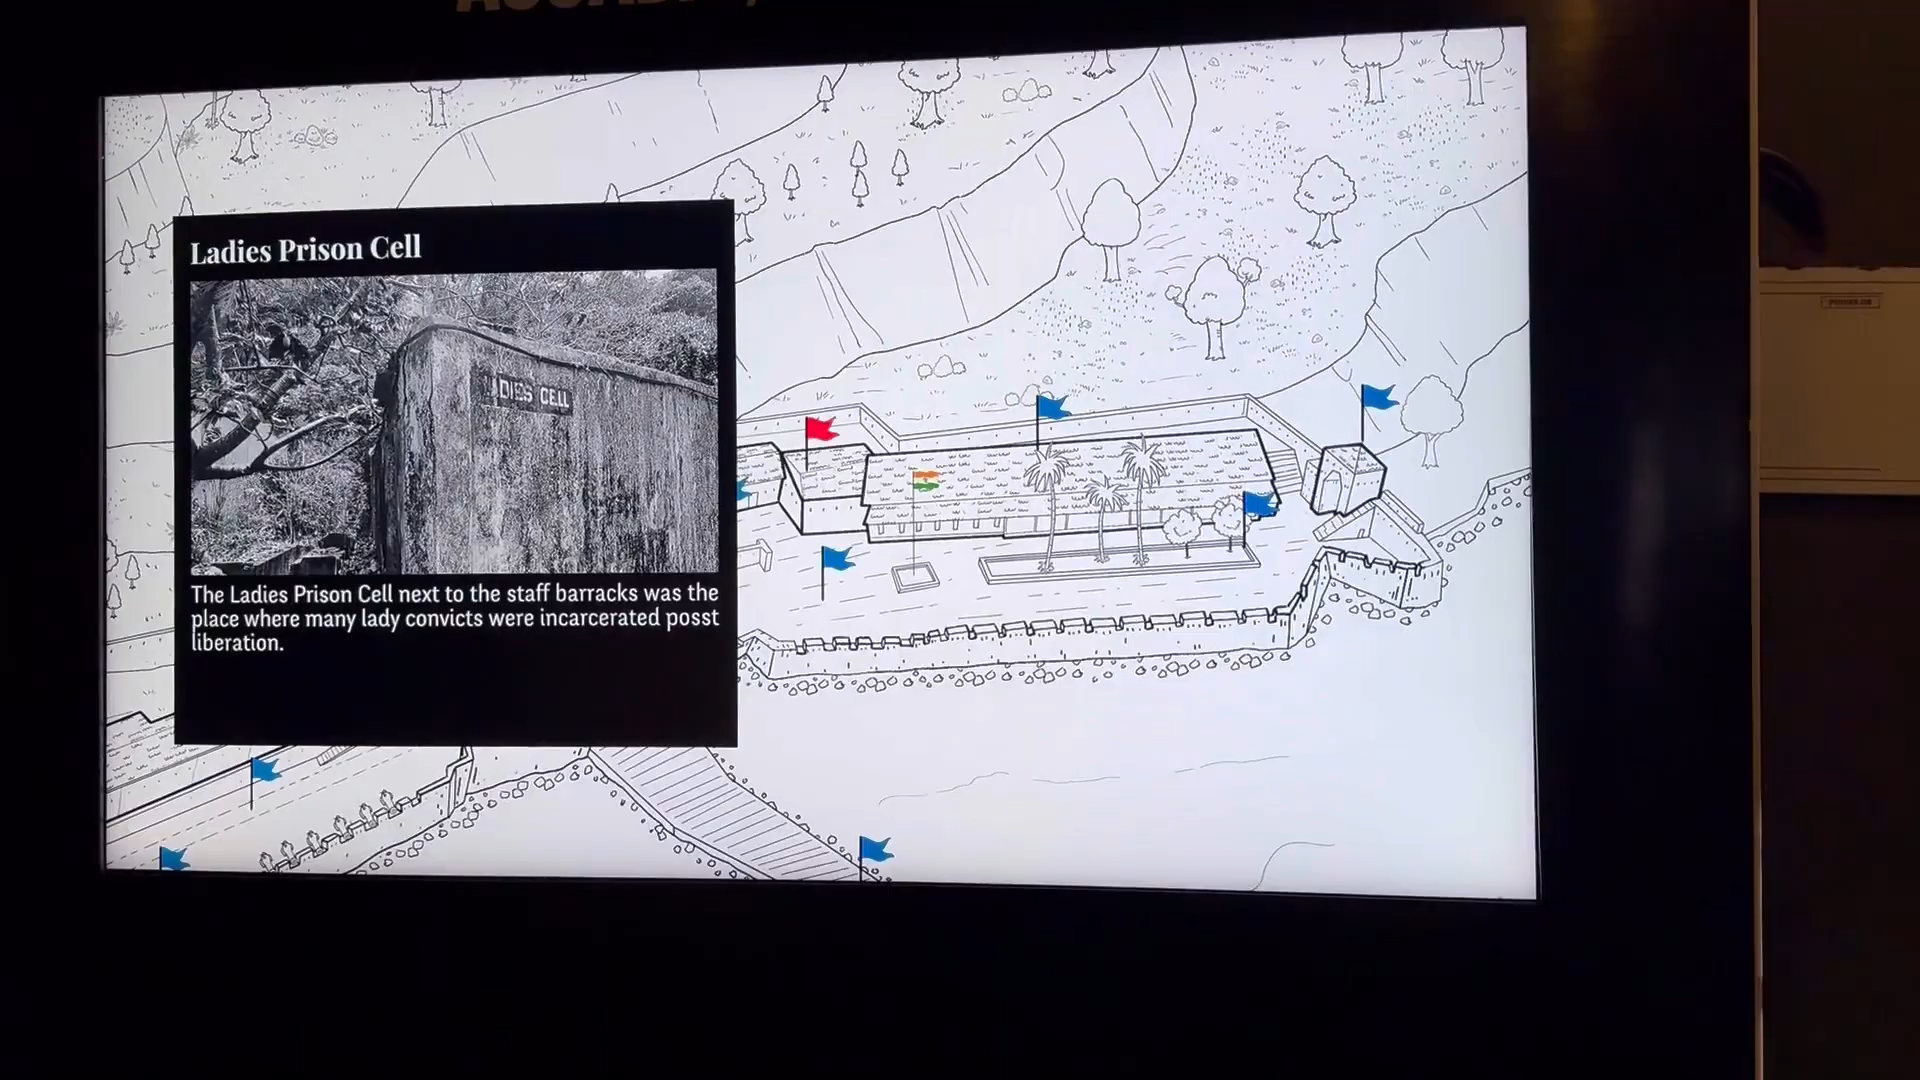 Ladies Prison Cell
DIES CELL
The Ladies Prison Cell next to the staff barracks was the
place where many lady convicts were incarcerated posst
liberation.